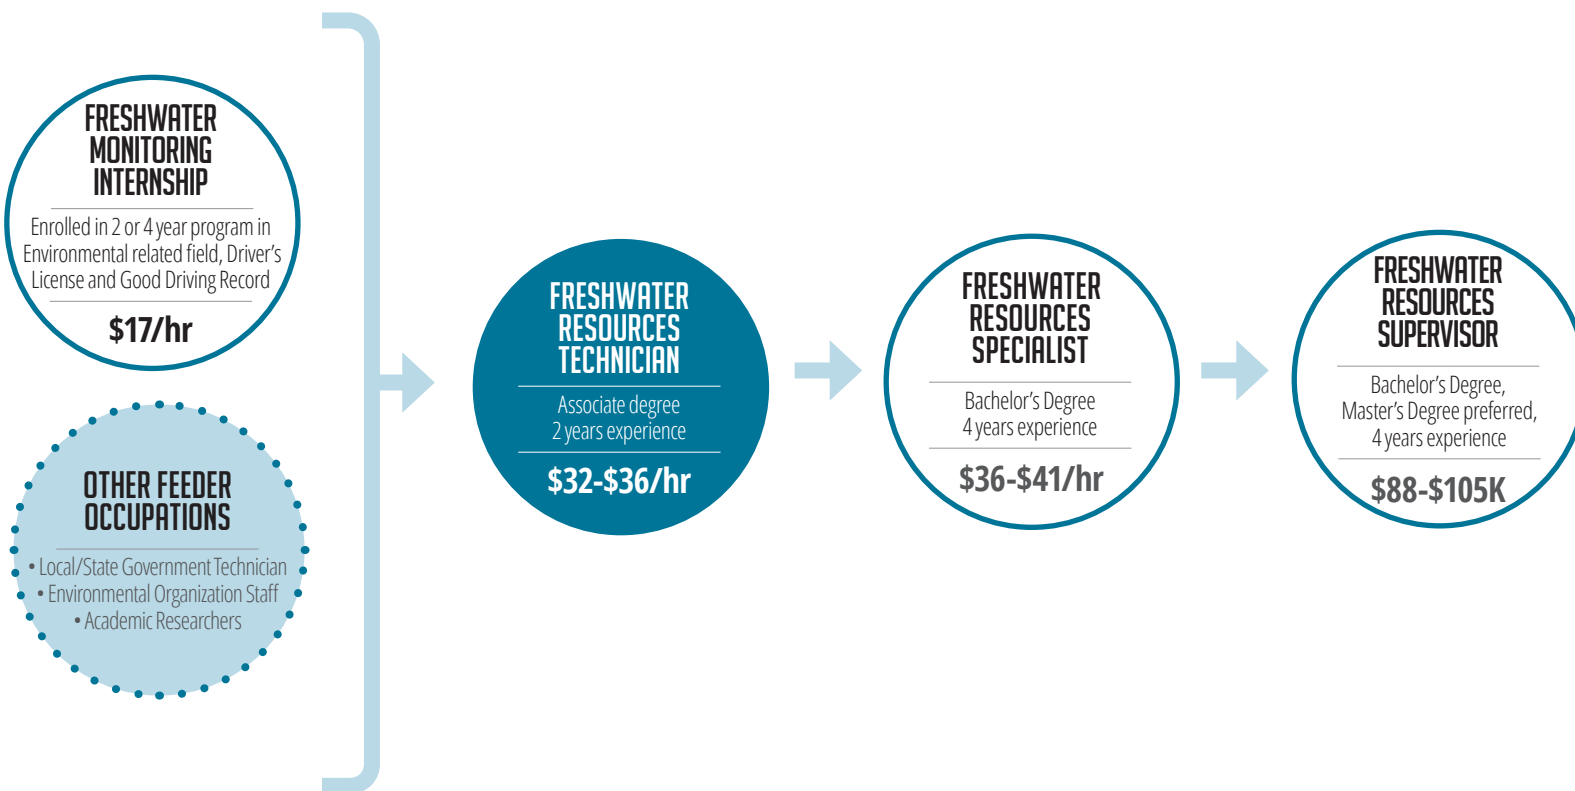 FRESHWATER
MONITORING
INTERNSHIP
Enrolled in 2 or 4 year program in
Environmental related field, Driver's
License and Good Driving Record
$17/hr
OTHER FEEDER
OCCUPATIONS
• Local/State Government Technician
• Environmental Organization Staff
• Academic Researchers
FRESHWATER
RESOURCES
TECHNICIAN
Associate degree
2 years experience
$32-$36/hr
FRESHWATER
RESOURCES
SPECIALIST
Bachelor's Degree
4 years experience
$36-$41/hr
FRESHWATER
RESOURCES
SUPERVISOR
Bachelor's Degree,
Master's Degree preferred,
4 years experience
$88-$105K